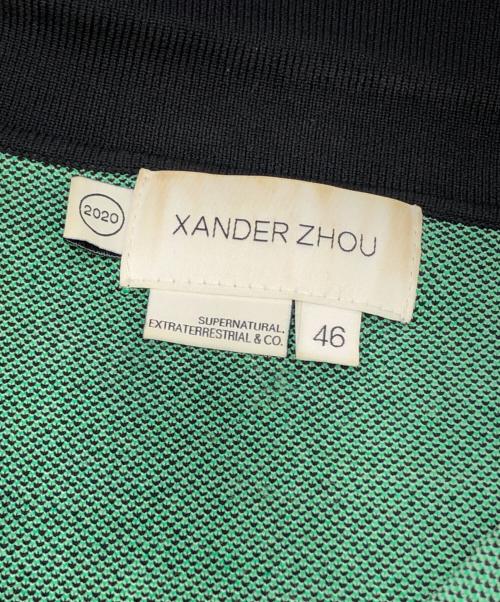 2020
XANDER ZHOU
SUPERNATURAL,
EXTRATERRESTRIAL & CO.
46